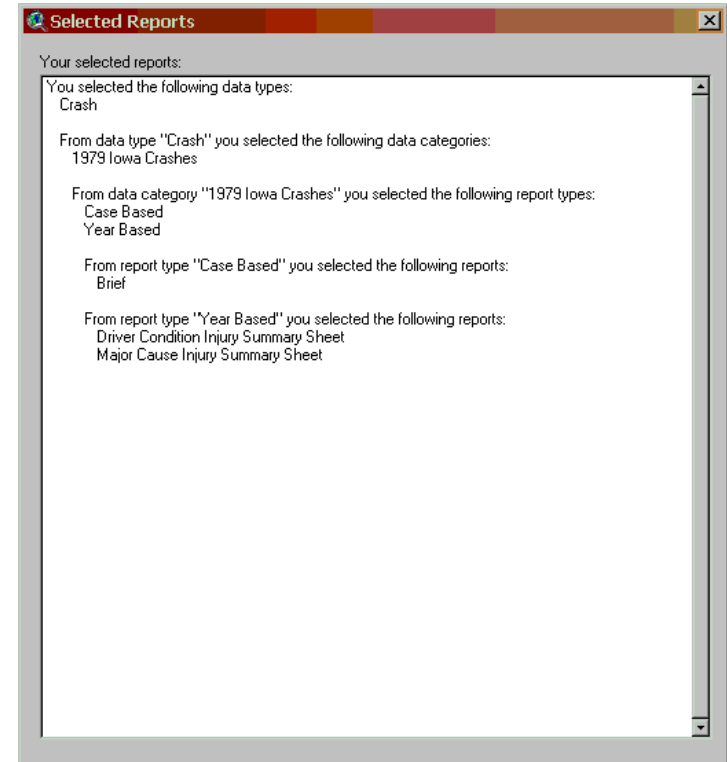 Selected Reports
Your selected reports:
You selected the following data types:
Crash
From data type "Crash" you selected the following data categories:
1979 Iowa Crashes
From data category "1979 Iowa Crashes" you selected the following report types:
Case Based
Year Based
From report type "Case Based" you selected the following reports:
Brief
From report type "Year Based" you selected the following reports:
Driver Condition Injury Summary Sheet
Major Cause Injury Summary Sheet